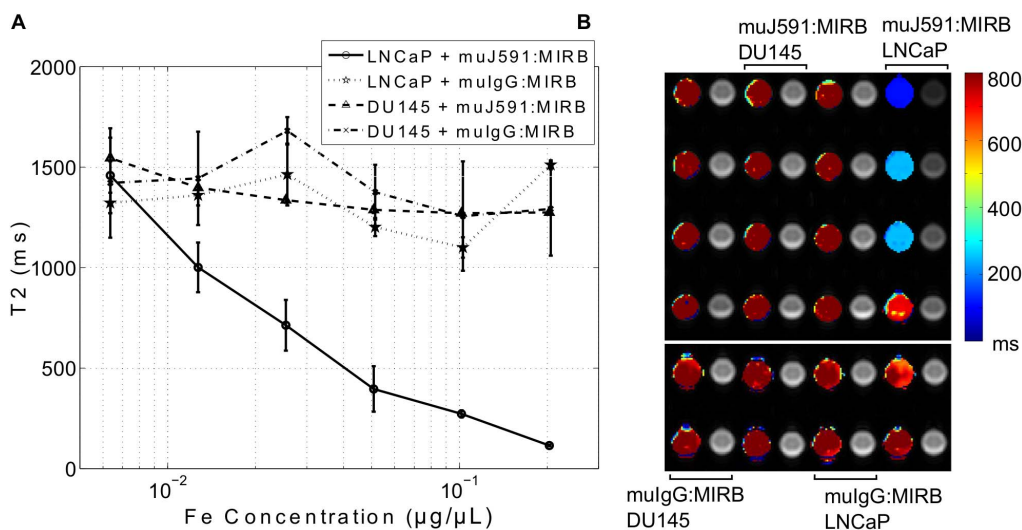 A
B
LNCaP + muJ591:MIRB
LNCaP + muIgG:MIRB
DU145 + muJ591:MIRB
DU145 + muIgG:MIRB
2000
1500
1000
500
0
T2 (ms)
10⁻²
10⁻¹
Fe Concentration (µg/µL)
muJ591:MIRB
DU145
muJ591:MIRB
LNCaP
800
600
400
200
ms
muIgG:MIRB
DU145
muIgG:MIRB
LNCaP